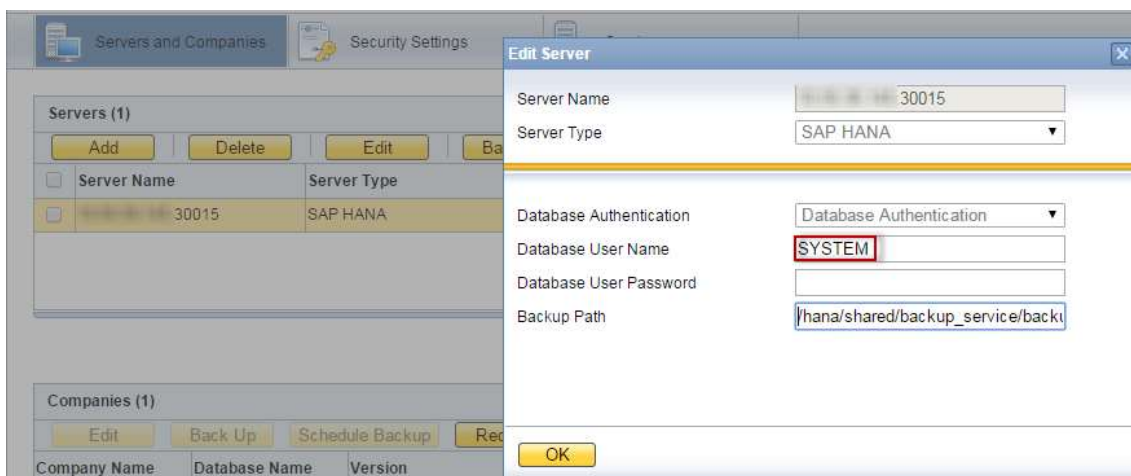 Servers and Companies
Security Settings
Edit Server
Server Name 30015
Server Type SAP HANA
Servers (1)
Add Delete Edit
Server Name Server Type
30015 SAP HANA
Database Authentication Database Authentication
Database User Name SYSTEM
Database User Password
Backup Path /hana/shared/backup_service/backu
Companies (1)
Edit Back Up Schedule Backup
Company Name Database Name Version
OK